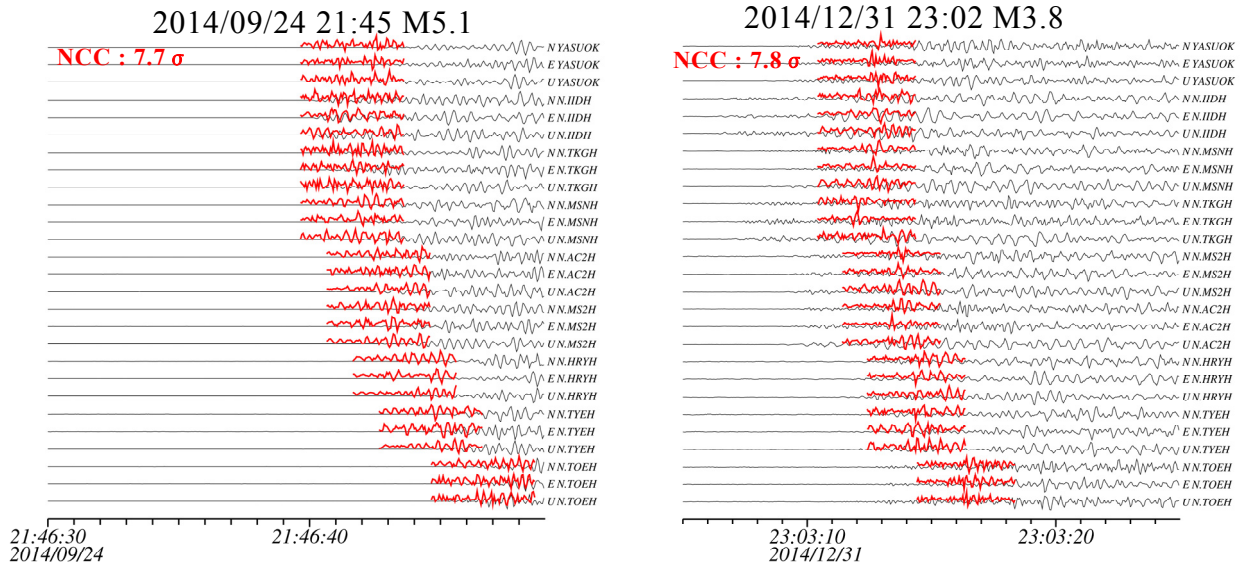 2014/09/24 21:45 M5.1
NCC : 7.7 σ
N YASUOK
E YASUOK
U YASUOK
N N.IIDH
E N.IIDH
U N.IIDH
N N.TKGH
E N.TKGH
U N.TKGH
N N.MSNH
E N.MSNH
U N.MSNH
N N.AC2H
E N.AC2H
U N.AC2H
N N.MS2H
E N.MS2H
U N.MS2H
N N.HRYH
E N.HRYH
U N.HRYH
N N.TYEH
E N.TYEH
U N.TYEH
N N.TOEH
E N.TOEH
U N.TOEH
21:46:30 21:46:40
2014/09/24
2014/12/31 23:02 M3.8
NCC : 7.8 σ
N YASUOK
E YASUOK
U YASUOK
N N.IIDH
E N.IIDH
U N.IIDH
N N.MSNH
E N.MSNH
U N.MSNH
N N.TKGH
E N.TKGH
U N.TKGH
N N.MS2H
E N.MS2H
U N.MS2H
N N.AC2H
E N.AC2H
U N.AC2H
N N.HRYH
E N.HRYH
U N.HRYH
N N.TYEH
E N.TYEH
U N.TYEH
N N.TOEH
E N.TOEH
U N.TOEH
23:03:10 23:03:20
2014/12/31